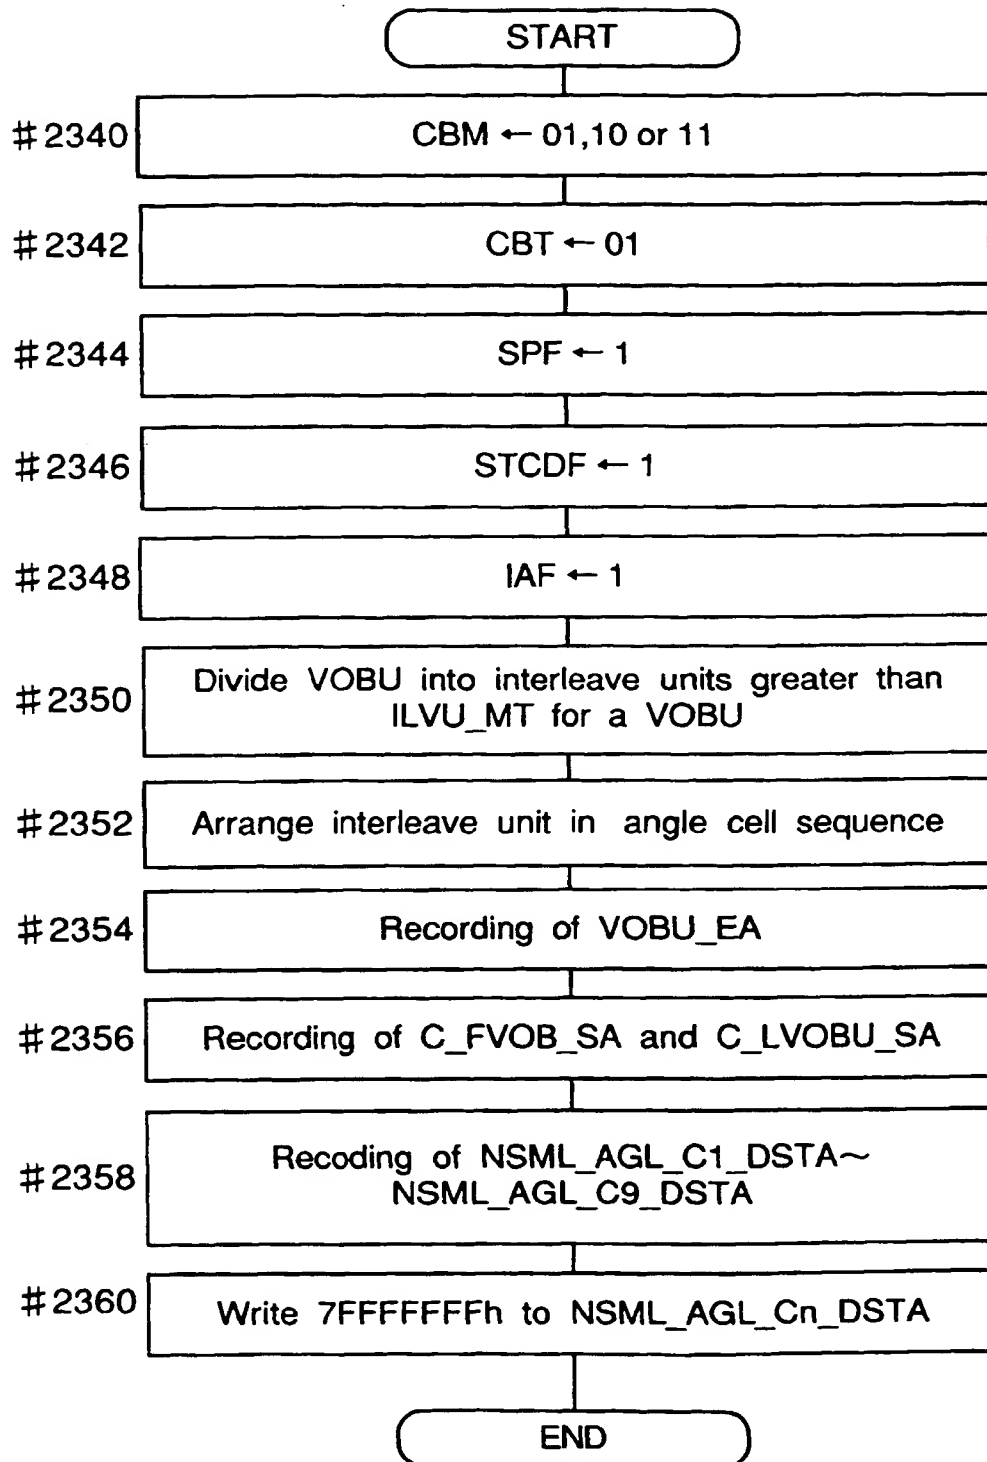 START
#2340 CBM ← 01,10 or 11
#2342 CBT ← 01
#2344 SPF ← 1
#2346 STCDF ← 1
#2348 IAF ← 1
#2350 Divide VOBU into interleave units greater than
ILVU_MT for a VOBU
#2352 Arrange interleave unit in angle cell sequence
#2354 Recording of VOBU_EA
#2356 Recording of C_FVOB_SA and C_LVOBU_SA
#2358 Recoding of NSML_AGL_C1_DSTA~
NSML_AGL_C9_DSTA
#2360 Write 7FFFFFFFh to NSML_AGL_Cn_DSTA
END